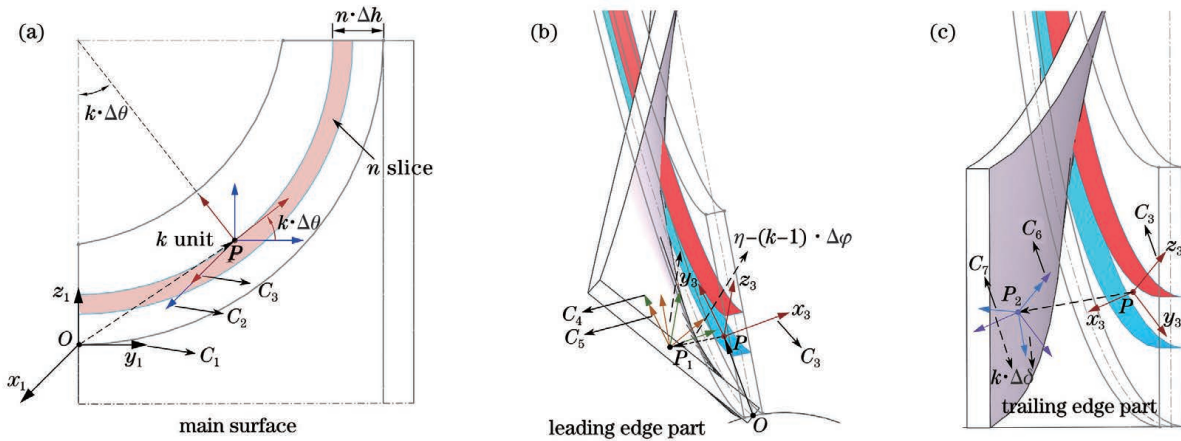 (a)
n·Δh
k·Δθ
n slice
k unit
P
k·Δθ
C₃
C₂
z₁
O
y₁
C₁
x₁
main surface
(b)
η−(k−1)·Δφ
y₃
z₃
C₄
x₃
C₅
P₁
P
C₃
O
leading edge part
(c)
C₃
C₆
z₃
C₇
P₂
P
x₃
y₃
k·Δδ
trailing edge part